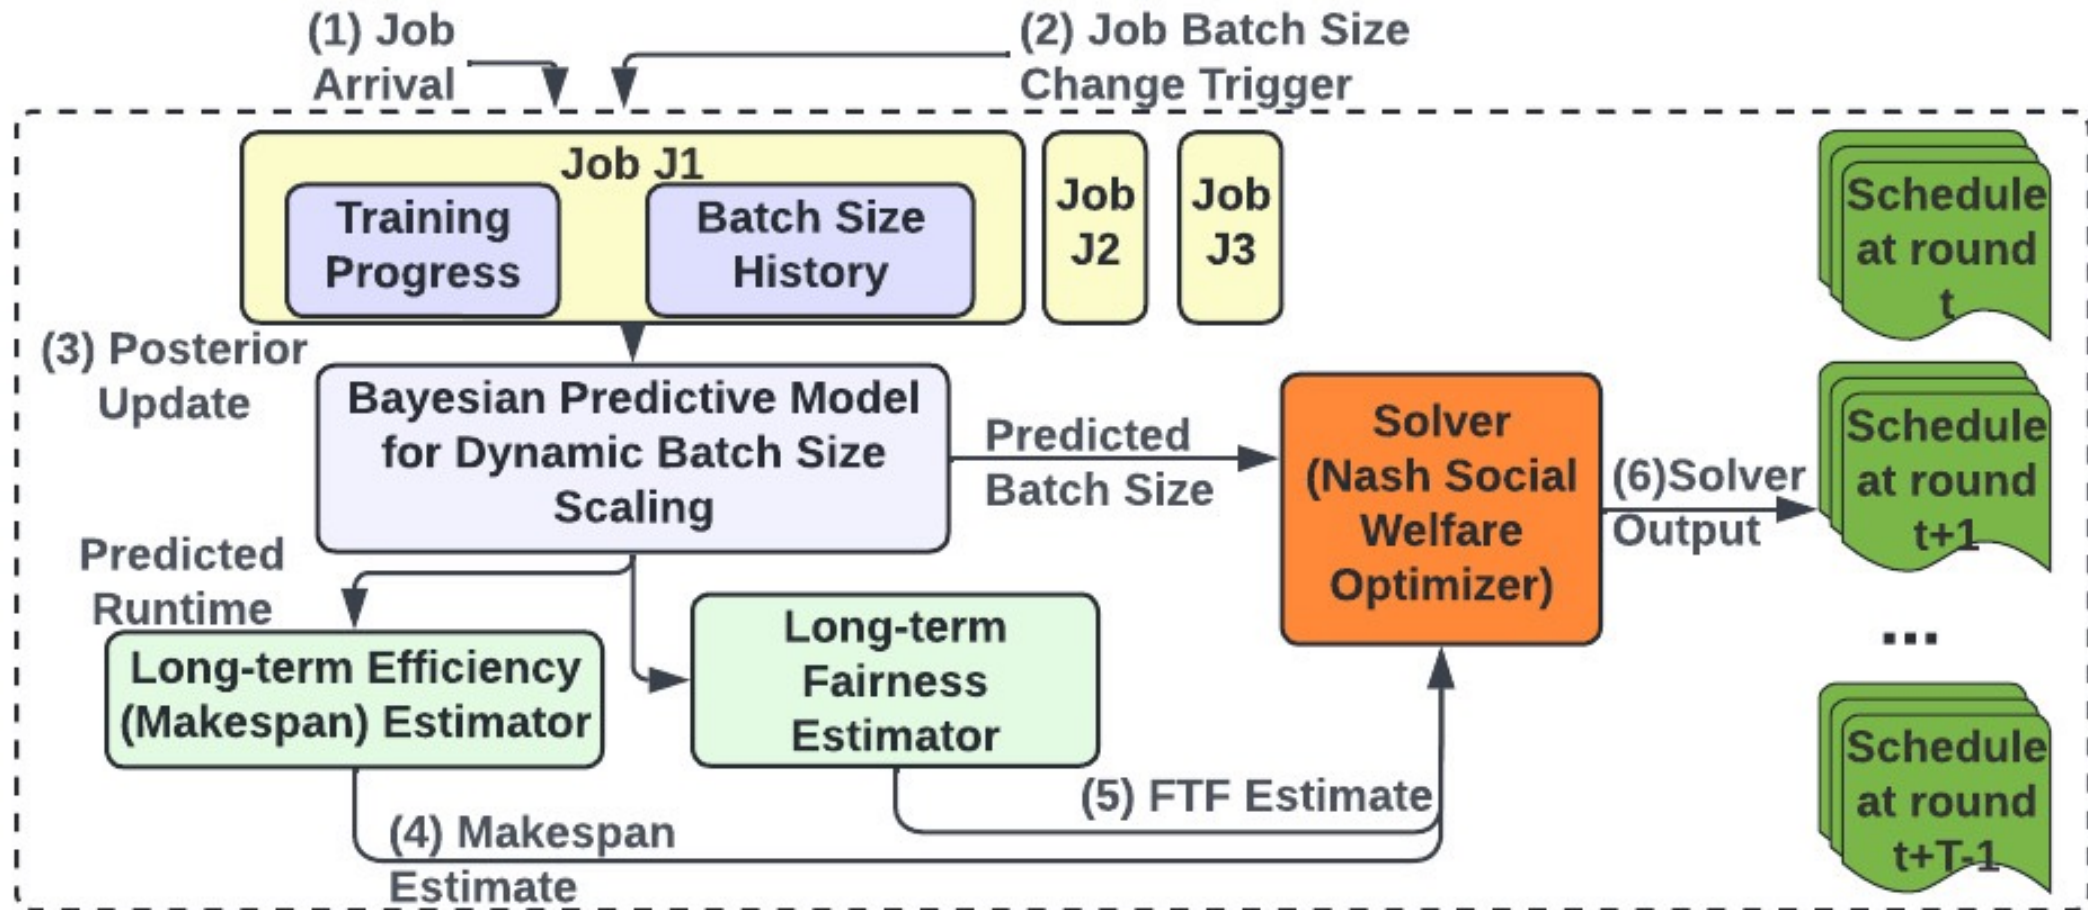 (1) Job
Arrival
(2) Job Batch Size
Change Trigger
Job J1
Training
Progress
Batch Size
History
Job
J2
Job
J3
(3) Posterior
Update
Bayesian Predictive Model
for Dynamic Batch Size
Scaling
Predicted
Batch Size
Solver
(Nash Social
Welfare
Optimizer)
(6)Solver
Output
Schedule
at round
t
Schedule
at round
t+1
...
Schedule
at round
t+T-1
Predicted
Runtime
Long-term Efficiency
(Makespan) Estimator
Long-term
Fairness
Estimator
(4) Makespan
Estimate
(5) FTF Estimate